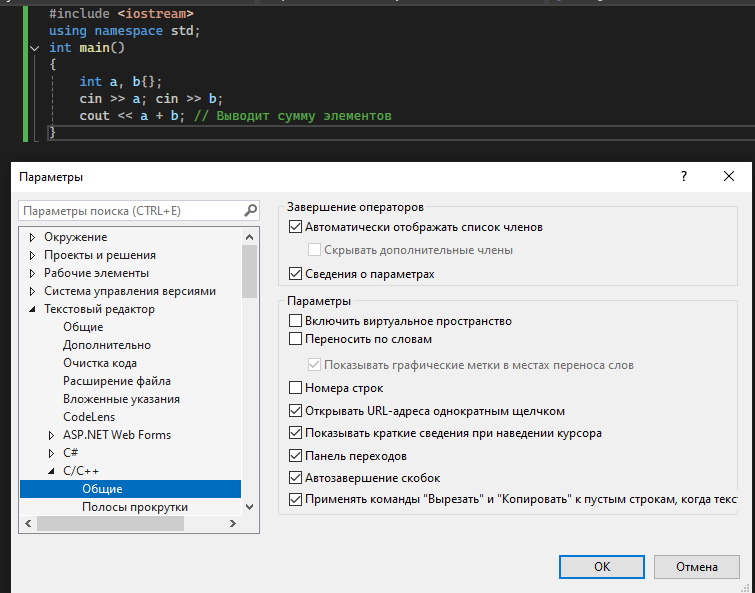 #include <iostream>
using namespace std;
int main()
{
int a, b{};
cin >> a; cin >> b;
cout << a + b; // Выводит сумму элементов
}
Параметры
?
Параметры поиска (CTRL+E)
Окружение
Проекты и решения
Рабочие элементы
Система управления версиями
Текстовый редактор
Общие
Дополнительно
Очистка кода
Расширение файла
Вложенные указания
CodeLens
ASP.NET Web Forms
C#
C/C++
Общие
Полосы прокрутки
Завершение операторов
Автоматически отображать список членов
Скрывать дополнительные члены
Сведения о параметрах
Параметры
Включить виртуальное пространство
Переносить по словам
Показывать графические метки в местах переноса слов
Номера строк
Открывать URL-адреса однократным щелчком
Показывать краткие сведения при наведении курсора
Панель переходов
Автозавершение скобок
Применять команды "Вырезать" и "Копировать" к пустым строкам, когда текс
ОК
Отмена